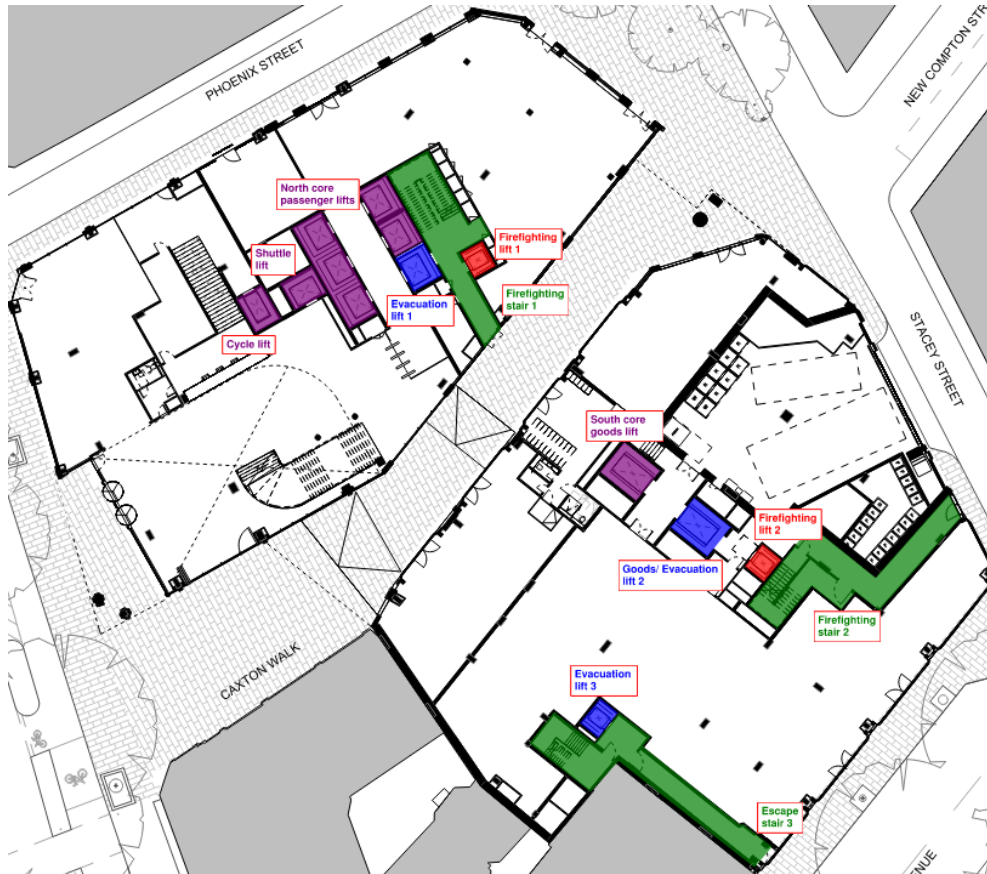 PHOENIX STREET
NEW COMPTON STR
North core
passenger lifts
Shuttle
lift
Firefighting
lift 1
Evacuation
lift 1
Firefighting
stair 1
Cycle lift
STACEY STREET
South core
goods lift
Firefighting
lift 2
Goods/ Evacuation
lift 2
Firefighting
stair 2
CAXTON WALK
Evacuation
lift 3
Escape
stair 3
ENUE